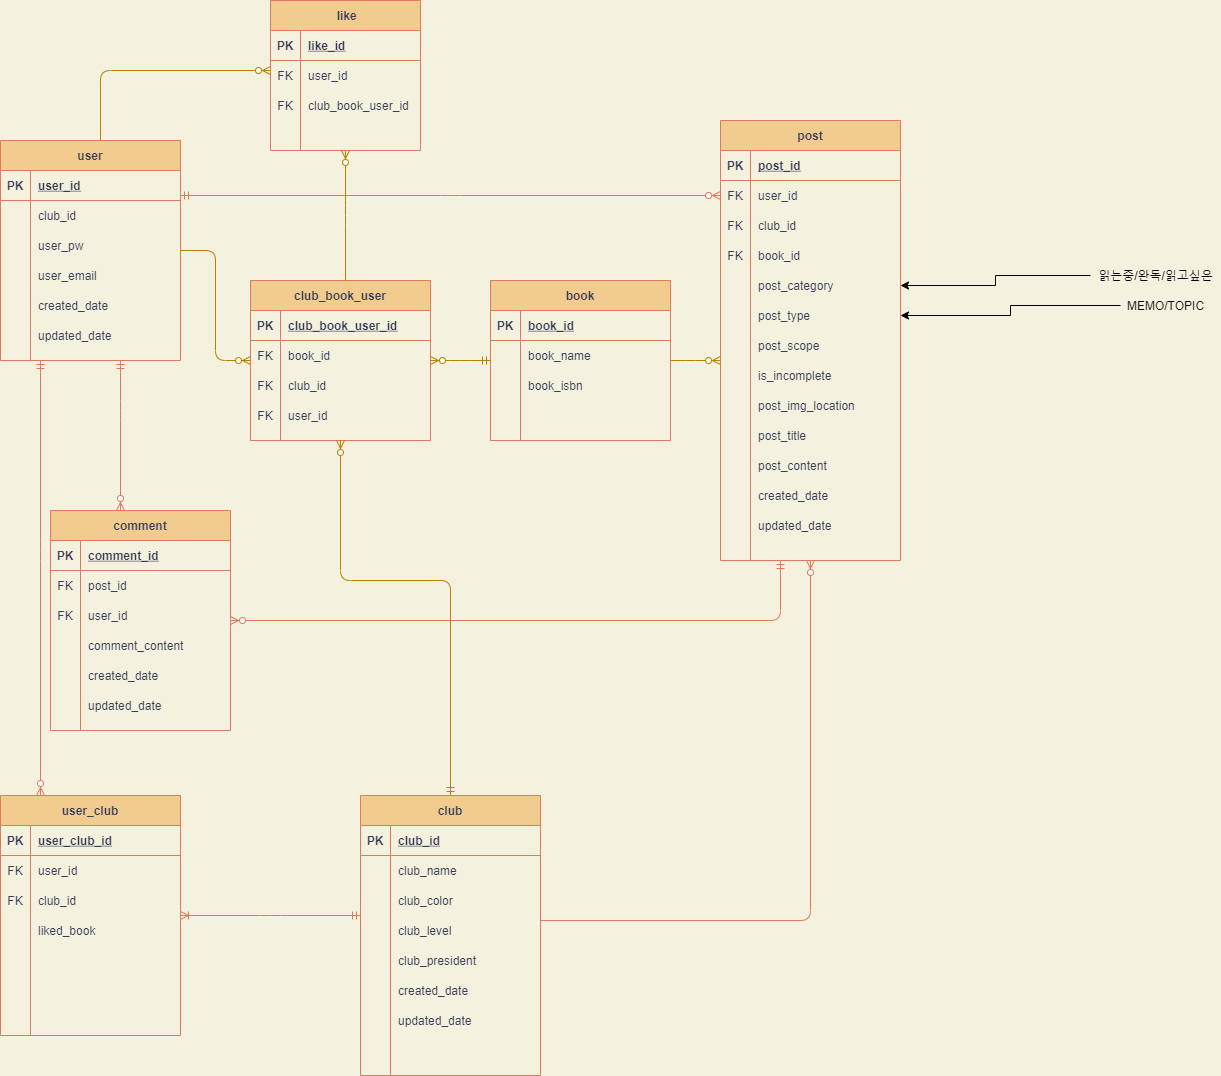 like
PK like_id
FK user_id
FK club_book_user_id
user
PK user_id
club_id
user_pw
user_email
created_date
updated_date
post
PK post_id
FK user_id
FK club_id
FK book_id
post_category
post_type
post_scope
is_incomplete
post_img_location
post_title
post_content
created_date
updated_date
읽는중/완독/읽고싶은
MEMO/TOPIC
club_book_user
PK club_book_user_id
FK book_id
FK club_id
FK user_id
book
PK book_id
book_name
book_isbn
comment
PK comment_id
FK post_id
FK user_id
comment_content
created_date
updated_date
user_club
PK user_club_id
FK user_id
FK club_id
liked_book
club
PK club_id
club_name
club_color
club_level
club_president
created_date
updated_date